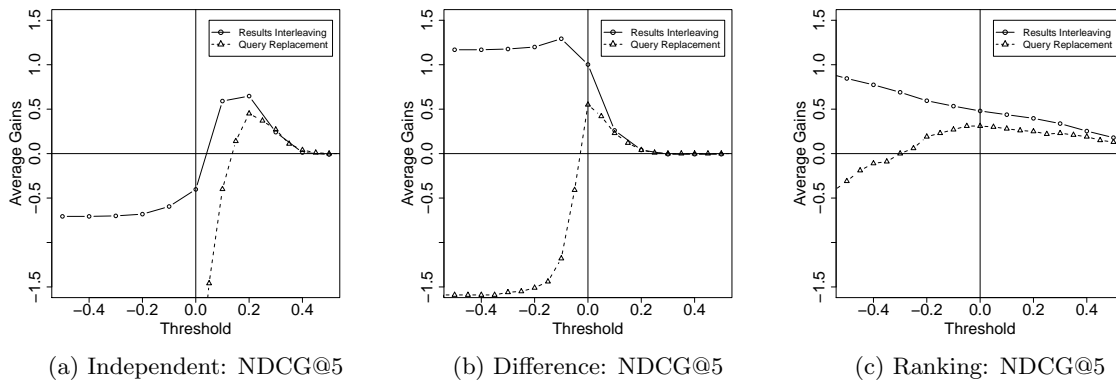 Results Interleaving
Query Replacement
Average Gains
1.5
1.0
0.5
0.0
−0.5
−1.5
−0.4
−0.2
0.0
0.2
0.4
Threshold
(a) Independent: NDCG@5
Results Interleaving
Query Replacement
Average Gains
1.5
1.0
0.5
0.0
−0.5
−1.5
−0.4
−0.2
0.0
0.2
0.4
Threshold
(b) Difference: NDCG@5
Results Interleaving
Query Replacement
Average Gains
1.5
1.0
0.5
0.0
−0.5
−1.5
−0.4
−0.2
0.0
0.2
0.4
Threshold
(c) Ranking: NDCG@5